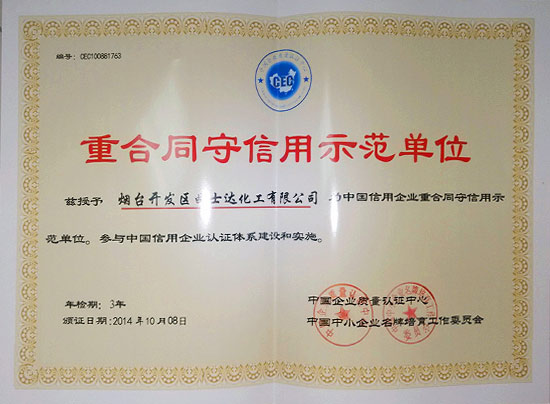 编号：CEC100881763
CEC
重合同守信用示范单位
兹授予 烟台开发区 士达化工有限公司 为中国信用企业重合同守信用示
范单位。参与中国信用企业认证体系建设和实施。
年检期：3年
颁证日期：2014年10月08日
中国企业质量认证中心
中国中小企业名牌培育工作委员会